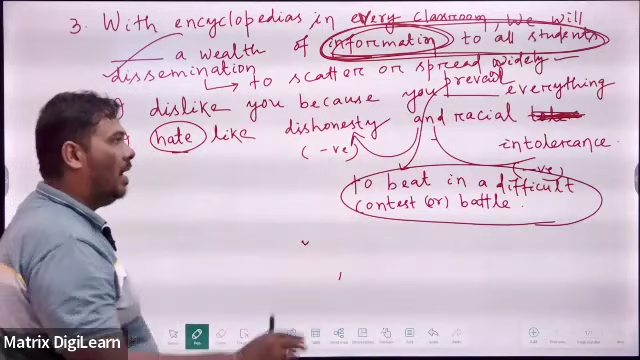 3. With encyclopedias in every classroom, we will
____ a wealth of information to all students
dissemination
to scatter or spread widely
dislike you because you prevail ____ everything
hate like dishonesty and racial
intolerance.
(-ve)
(-ve)
to beat in a difficult
contest (or) battle.
Matrix DigiLearn